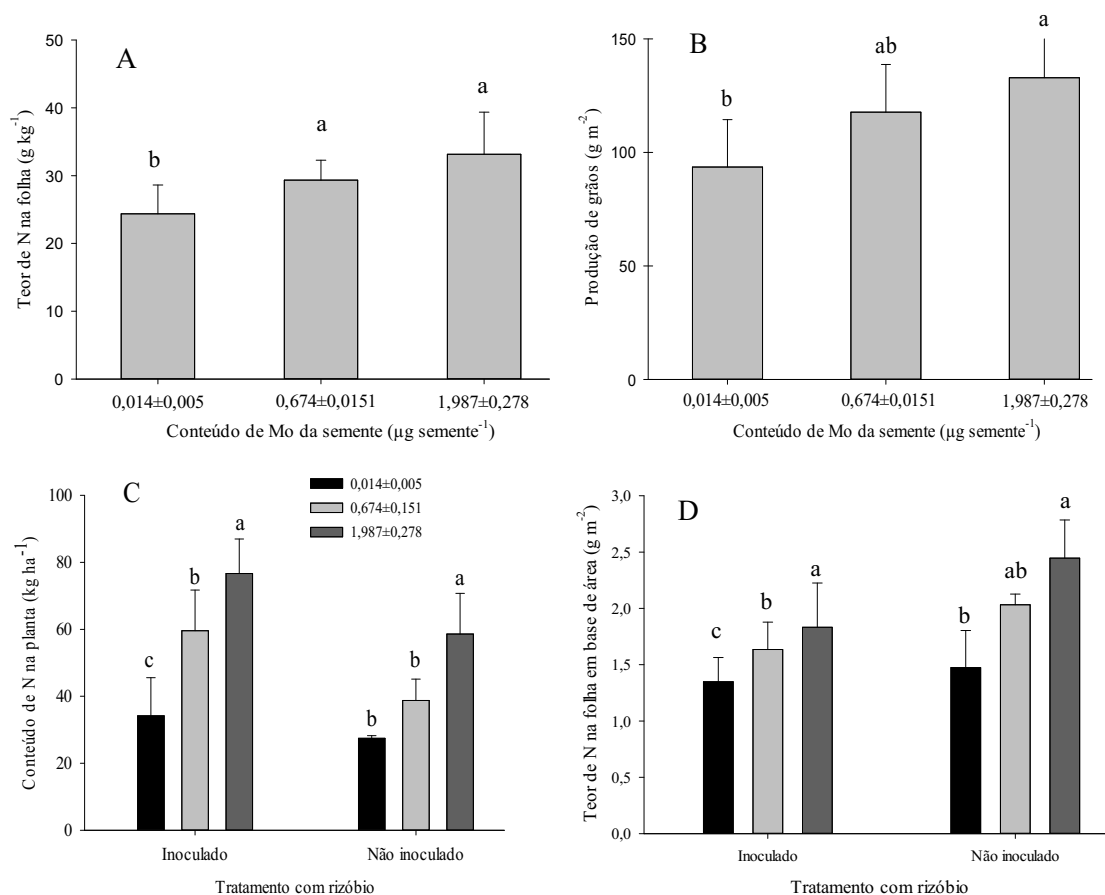 A
Teor de N na folha (g kg⁻¹)
50
40
30
20
10
0
b
a
a
0,014±0,005
0,674±0,0151
1,987±0,278
Conteúdo de Mo da semente (µg semente⁻¹)
B
Produção de grãos (g m⁻²)
150
100
50
0
b
ab
a
0,014±0,005
0,674±0,0151
1,987±0,278
Conteúdo de Mo da semente (µg semente⁻¹)
C
0,014±0,005
0,674±0,151
1,987±0,278
Conteúdo de N na planta (kg ha⁻¹)
100
80
60
40
20
0
c
b
a
b
b
a
Inoculado
Não inoculado
Tratamento com rizóbio
D
Teor de N na folha em base de área (g m⁻²)
3,0
2,5
2,0
1,5
1,0
0,5
0,0
c
b
a
b
ab
a
Inoculado
Não inoculado
Tratamento com rizóbio